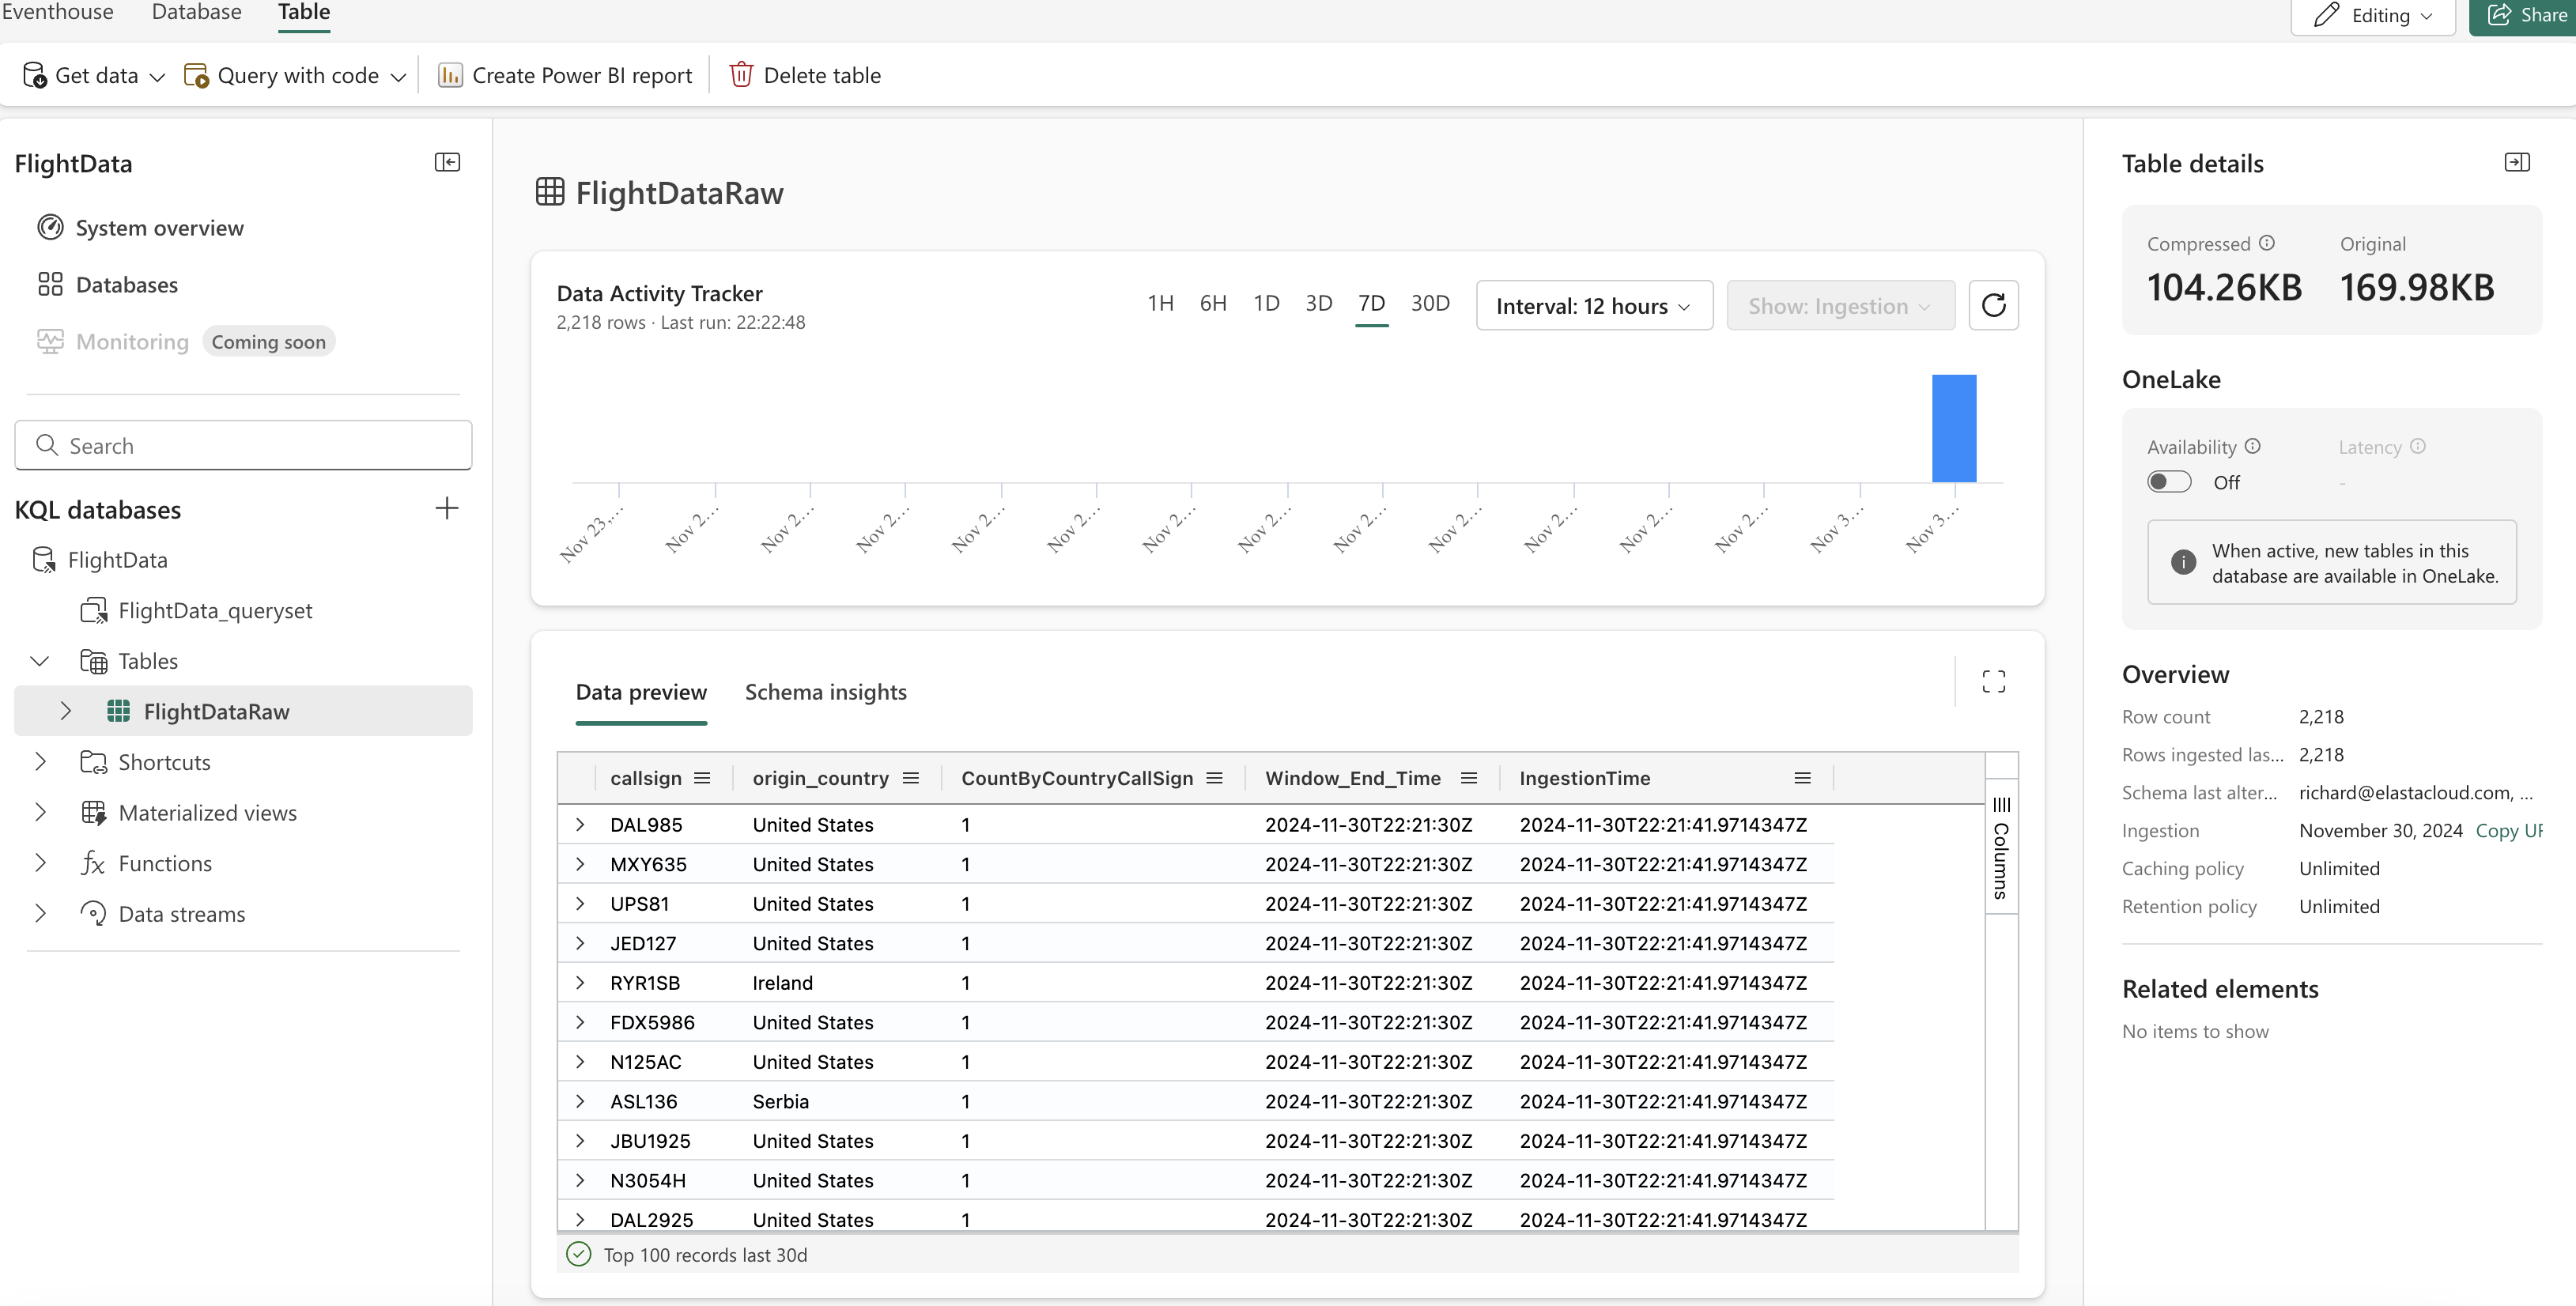 Eventhouse
Database
Table
Editing
Share
Get data
Query with code
Create Power BI report
Delete table
FlightData
System overview
Databases
Monitoring
Coming soon
Search
KQL databases
FlightData
FlightData_queryset
Tables
FlightDataRaw
Shortcuts
Materialized views
Functions
Data streams
FlightDataRaw
Data Activity Tracker
2,218 rows · Last run: 22:22:48
1H 6H 1D 3D 7D 30D
Interval: 12 hours
Show: Ingestion
Nov 23,...
Nov 2...
Nov 2...
Nov 2...
Nov 2...
Nov 2...
Nov 2...
Nov 2...
Nov 2...
Nov 2...
Nov 2...
Nov 2...
Nov 2...
Nov 3...
Nov 3...
Data preview
Schema insights
callsign origin_country CountByCountryCallSign Window_End_Time IngestionTime
DAL985 United States 1 2024-11-30T22:21:30Z 2024-11-30T22:21:41.9714347Z
MXY635 United States 1 2024-11-30T22:21:30Z 2024-11-30T22:21:41.9714347Z
UPS81 United States 1 2024-11-30T22:21:30Z 2024-11-30T22:21:41.9714347Z
JED127 United States 1 2024-11-30T22:21:30Z 2024-11-30T22:21:41.9714347Z
RYR1SB Ireland 1 2024-11-30T22:21:30Z 2024-11-30T22:21:41.9714347Z
FDX5986 United States 1 2024-11-30T22:21:30Z 2024-11-30T22:21:41.9714347Z
N125AC United States 1 2024-11-30T22:21:30Z 2024-11-30T22:21:41.9714347Z
ASL136 Serbia 1 2024-11-30T22:21:30Z 2024-11-30T22:21:41.9714347Z
JBU1925 United States 1 2024-11-30T22:21:30Z 2024-11-30T22:21:41.9714347Z
N3054H United States 1 2024-11-30T22:21:30Z 2024-11-30T22:21:41.9714347Z
DAL2925 United States 1 2024-11-30T22:21:30Z 2024-11-30T22:21:41.9714347Z
Columns
Top 100 records last 30d
Table details
Compressed Original
104.26KB 169.98KB
OneLake
Availability Latency
Off -
When active, new tables in this
database are available in OneLake.
Overview
Row count 2,218
Rows ingested las... 2,218
Schema last alter... richard@elastacloud.com, ...
Ingestion November 30, 2024 Copy UR
Caching policy Unlimited
Retention policy Unlimited
Related elements
No items to show